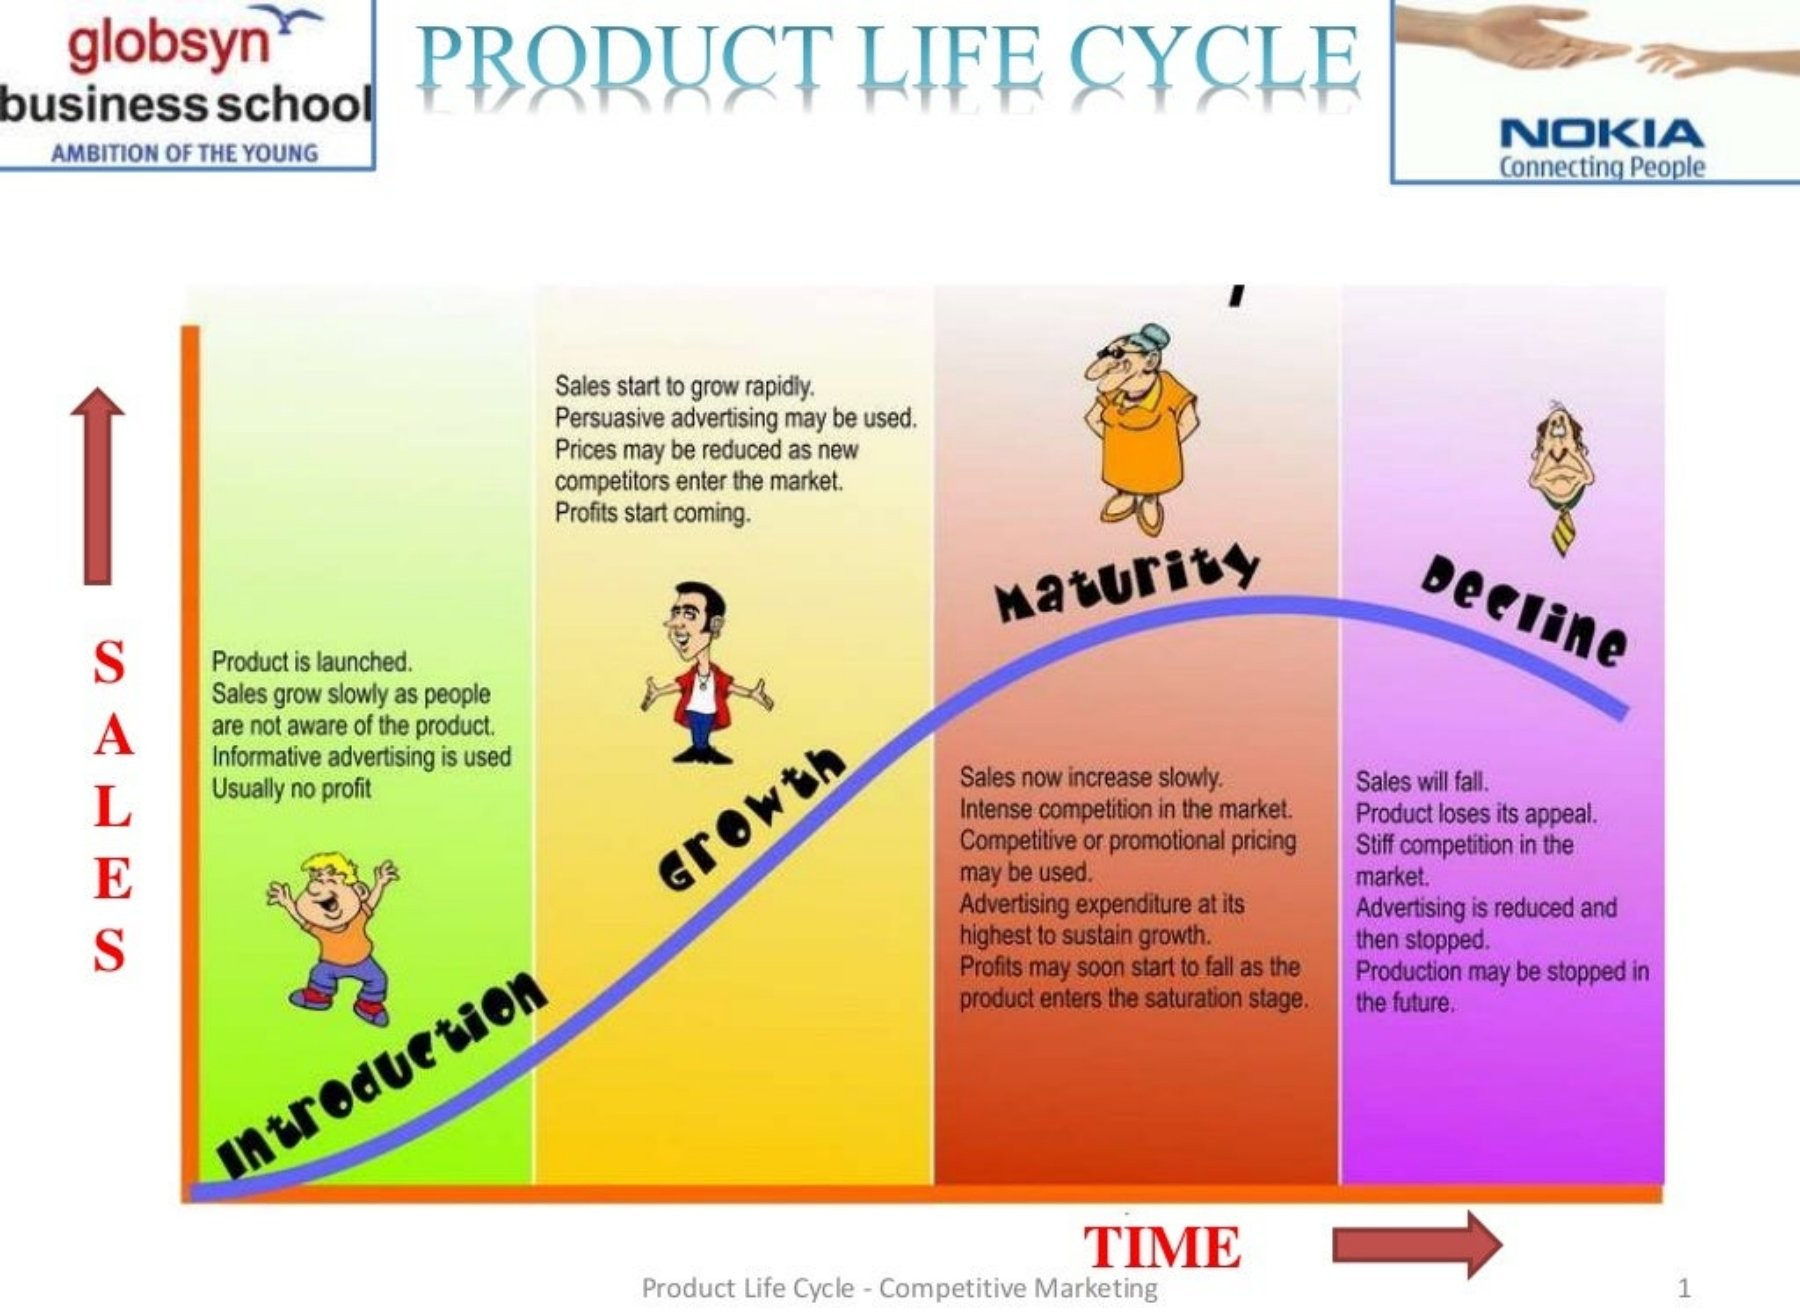 globsyn
business school
AMBITION OF THE YOUNG
PRODUCT LIFE CYCLE
NOKIA
Connecting People
SALES
Product is launched.
Sales grow slowly as people
are not aware of the product.
Informative advertising is used
Usually no profit
Introduction
Sales start to grow rapidly.
Persuasive advertising may be used.
Prices may be reduced as new
competitors enter the market.
Profits start coming.
Growth
Maturity
Sales now increase slowly.
Intense competition in the market.
Competitive or promotional pricing
may be used.
Advertising expenditure at its
highest to sustain growth.
Profits may soon start to fall as the
product enters the saturation stage.
Decline
Sales will fall.
Product loses its appeal.
Stiff competition in the
market.
Advertising is reduced and
then stopped.
Production may be stopped in
the future.
TIME
Product Life Cycle - Competitive Marketing
1